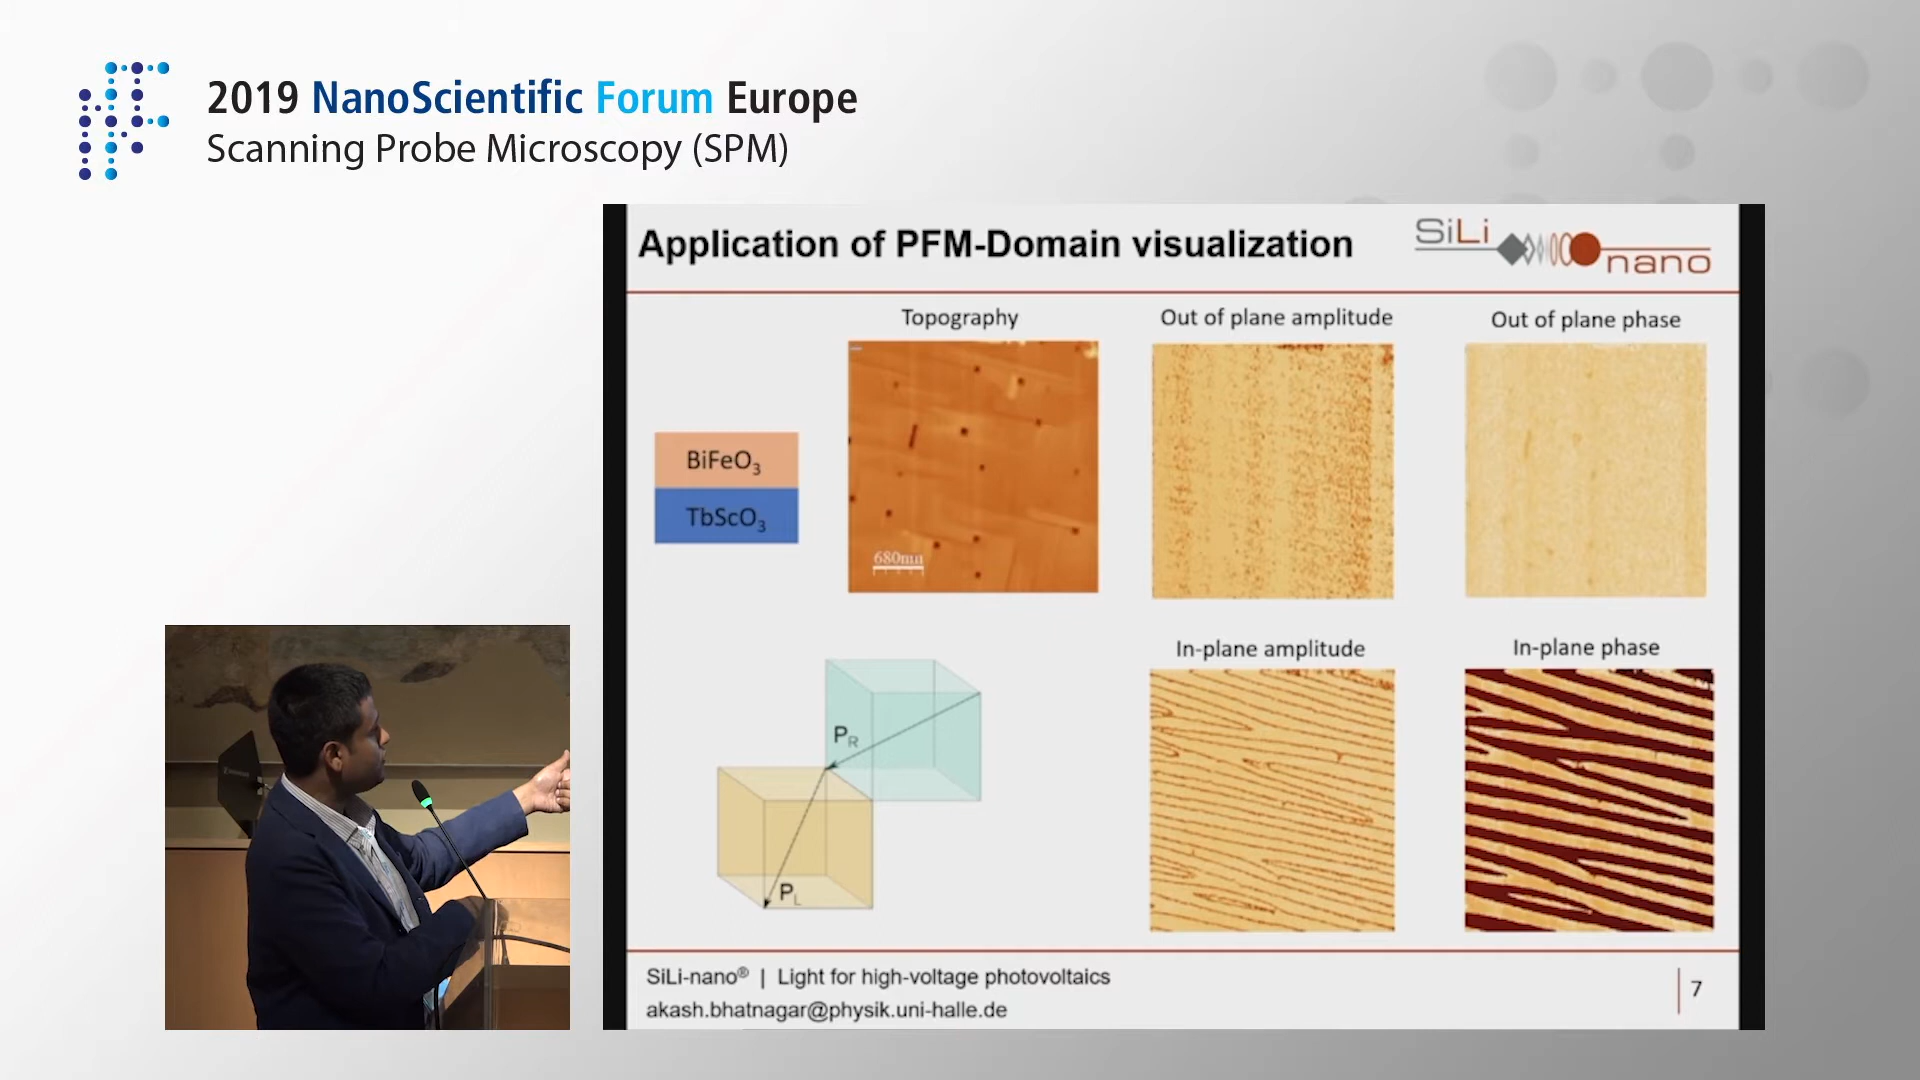 2019 NanoScientific Forum Europe
Scanning Probe Microscopy (SPM)
Application of PFM-Domain visualization
SiLi nano
Topography
Out of plane amplitude
Out of plane phase
BiFeO₃
TbScO₃
680nm
In-plane amplitude
In-plane phase
P_R
P_L
SiLi-nano® | Light for high-voltage photovoltaics
akash.bhatnagar@physik.uni-halle.de
7